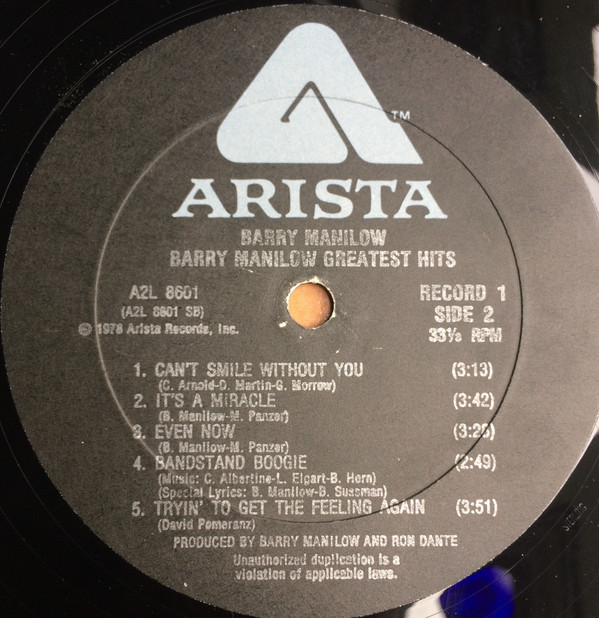 TM
ARISTA
BARRY MANILOW
BARRY MANILOW GREATEST HITS
A2L 8601
(A2L 8601 SB)
℗ 1978 Arista Records, Inc.
RECORD 1
SIDE 2
33⅓ RPM
1. CAN'T SMILE WITHOUT YOU (3:13)
(C. Arnold-D. Martin-G. Morrow)
2. IT'S A MIRACLE (3:42)
(B. Manilow-M. Panzer)
3. EVEN NOW (3:28)
(B. Manilow-M. Panzer)
4. BANDSTAND BOOGIE (2:49)
(Music: C. Albertine-L. Elgart-B. Horn)
(Special Lyrics: B. Manilow-B. Sussman)
5. TRYIN' TO GET THE FEELING AGAIN (3:51)
(David Pomeranz)
PRODUCED BY BARRY MANILOW AND RON DANTE
Unauthorized duplication is a
violation of applicable laws.